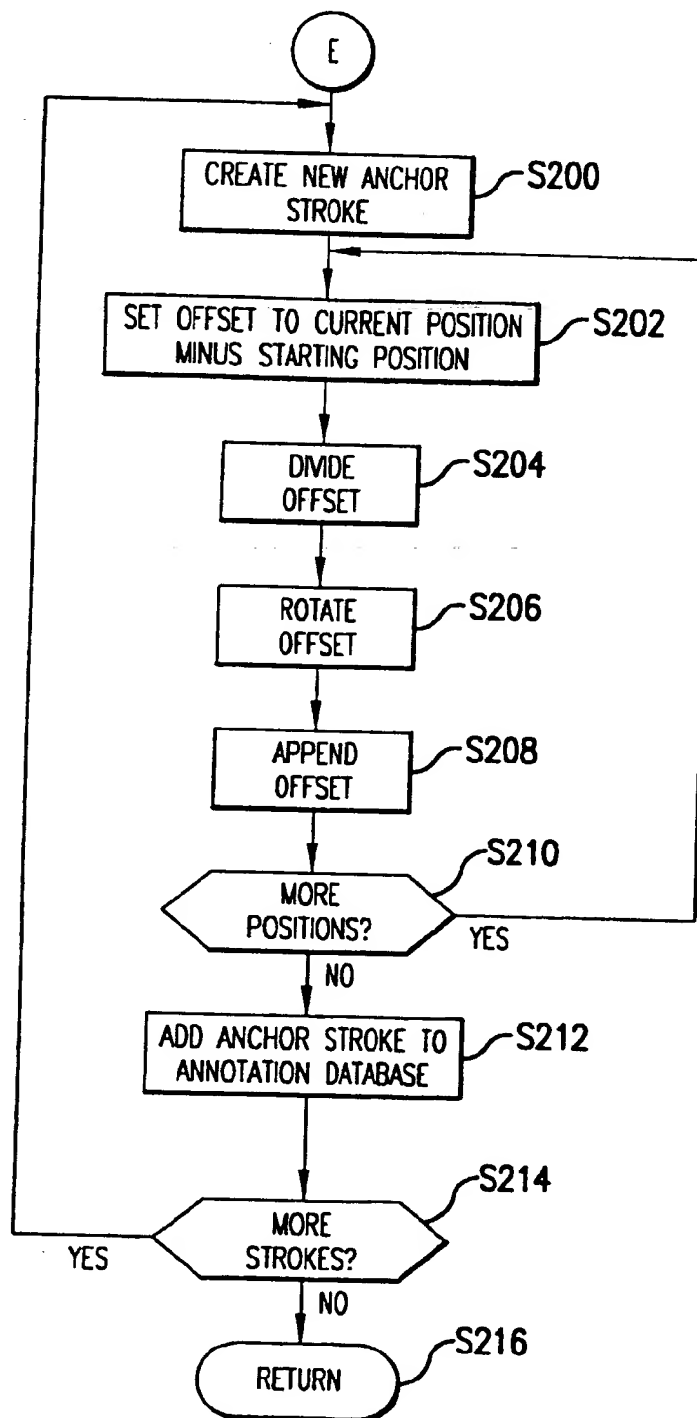 E
CREATE NEW ANCHOR
STROKE
S200
SET OFFSET TO CURRENT POSITION
MINUS STARTING POSITION
S202
DIVIDE
OFFSET
S204
ROTATE
OFFSET
S206
APPEND
OFFSET
S208
MORE
POSITIONS?
S210
YES
NO
ADD ANCHOR STROKE TO
ANNOTATION DATABASE
S212
MORE
STROKES?
S214
YES
NO
RETURN
S216